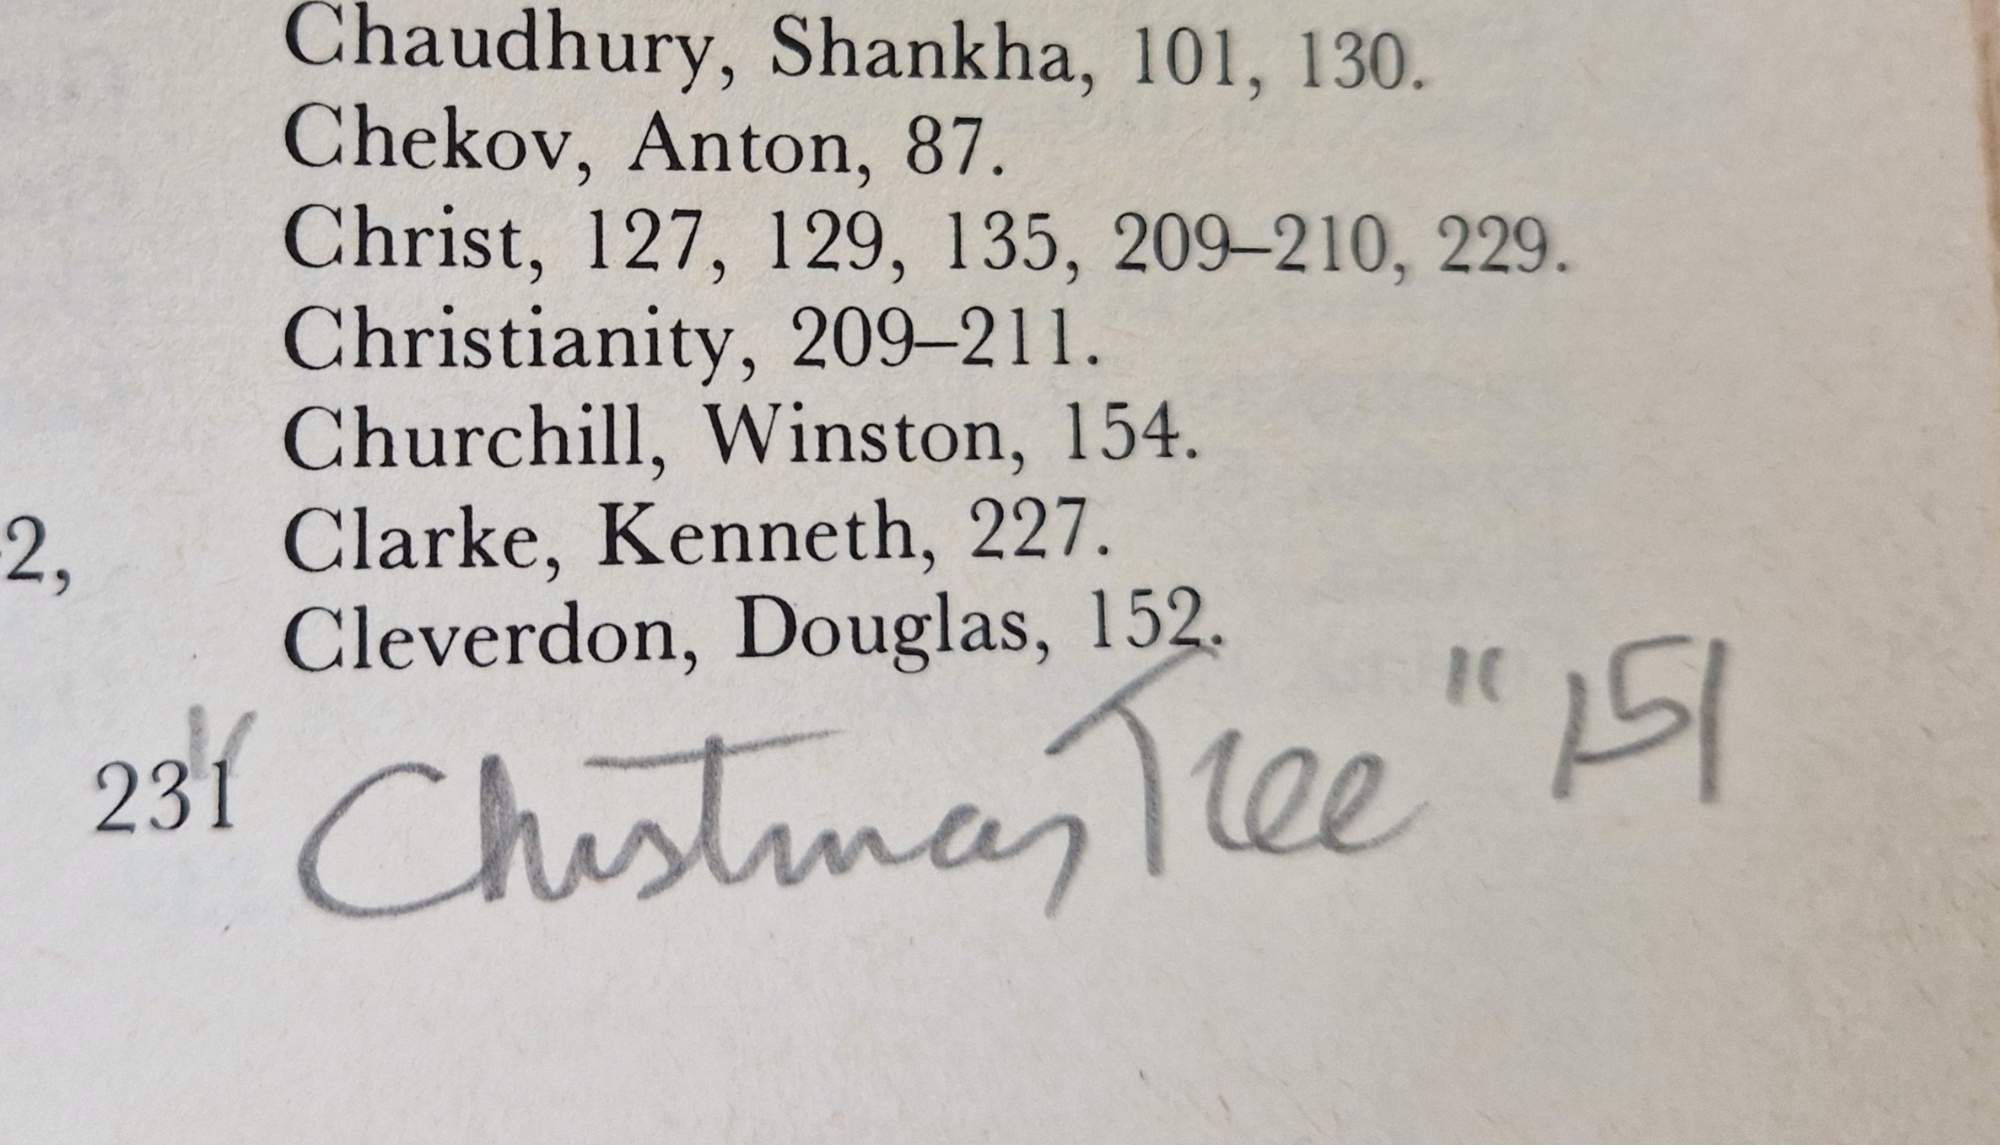 Chaudhury, Shankha, 101, 130.
Chekov, Anton, 87.
Christ, 127, 129, 135, 209–210, 229.
Christianity, 209–211.
Churchill, Winston, 154.
2,
Clarke, Kenneth, 227.
Cleverdon, Douglas, 152.
231
"Christmas Tree" 151